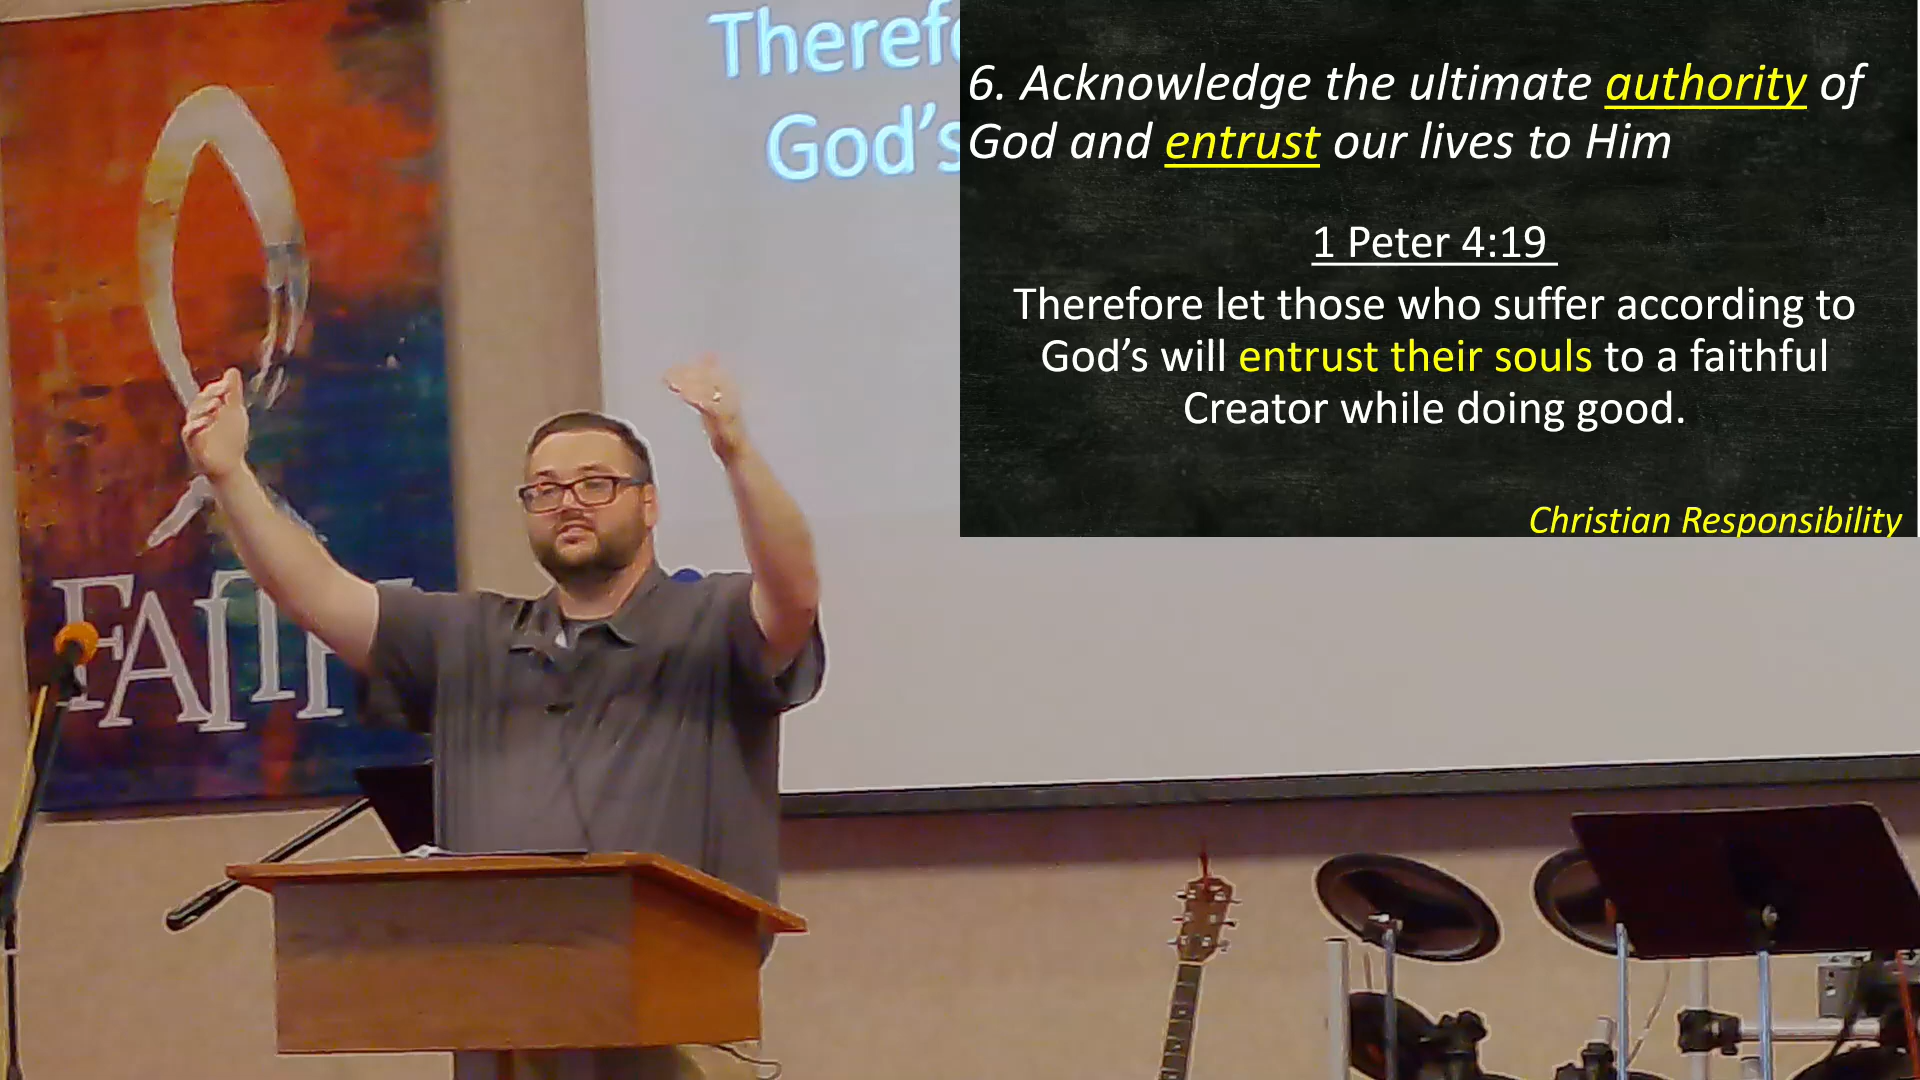 Theref
God's
6. Acknowledge the ultimate authority of
God and entrust our lives to Him
1 Peter 4:19
Therefore let those who suffer according to
God's will entrust their souls to a faithful
Creator while doing good.
Christian Responsibility
FAITH